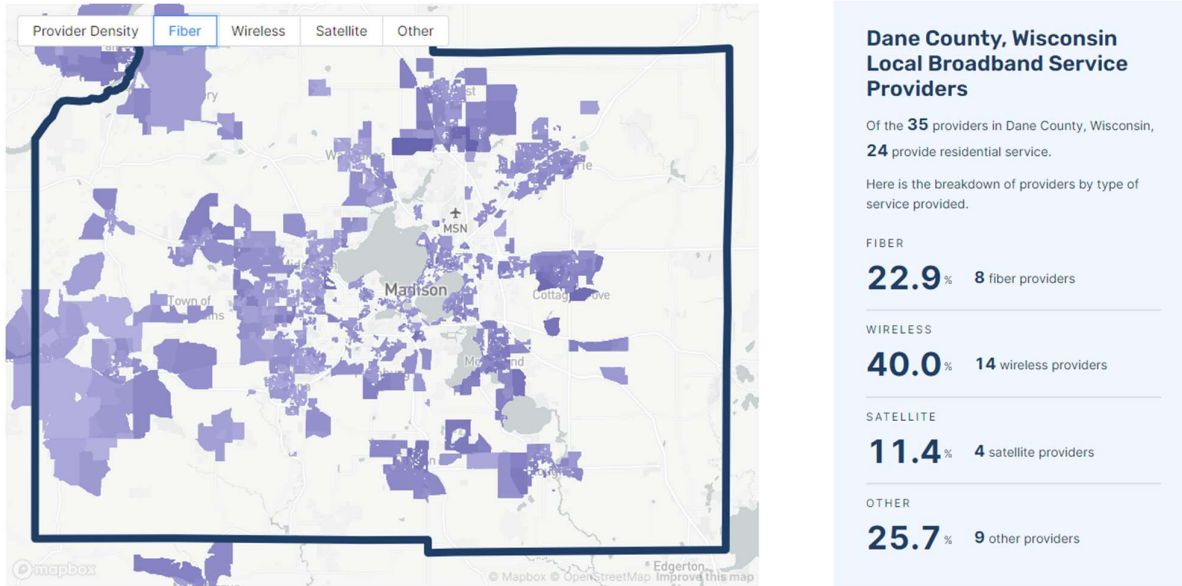 Provider Density Fiber Wireless Satellite Other
MSN
Madison
Town of
Edgerton
mapbox
© Mapbox © OpenStreetMap Improve this map
Dane County, Wisconsin
Local Broadband Service
Providers
Of the 35 providers in Dane County, Wisconsin,
24 provide residential service.
Here is the breakdown of providers by type of
service provided.
FIBER
22.9% 8 fiber providers
WIRELESS
40.0% 14 wireless providers
SATELLITE
11.4% 4 satellite providers
OTHER
25.7% 9 other providers